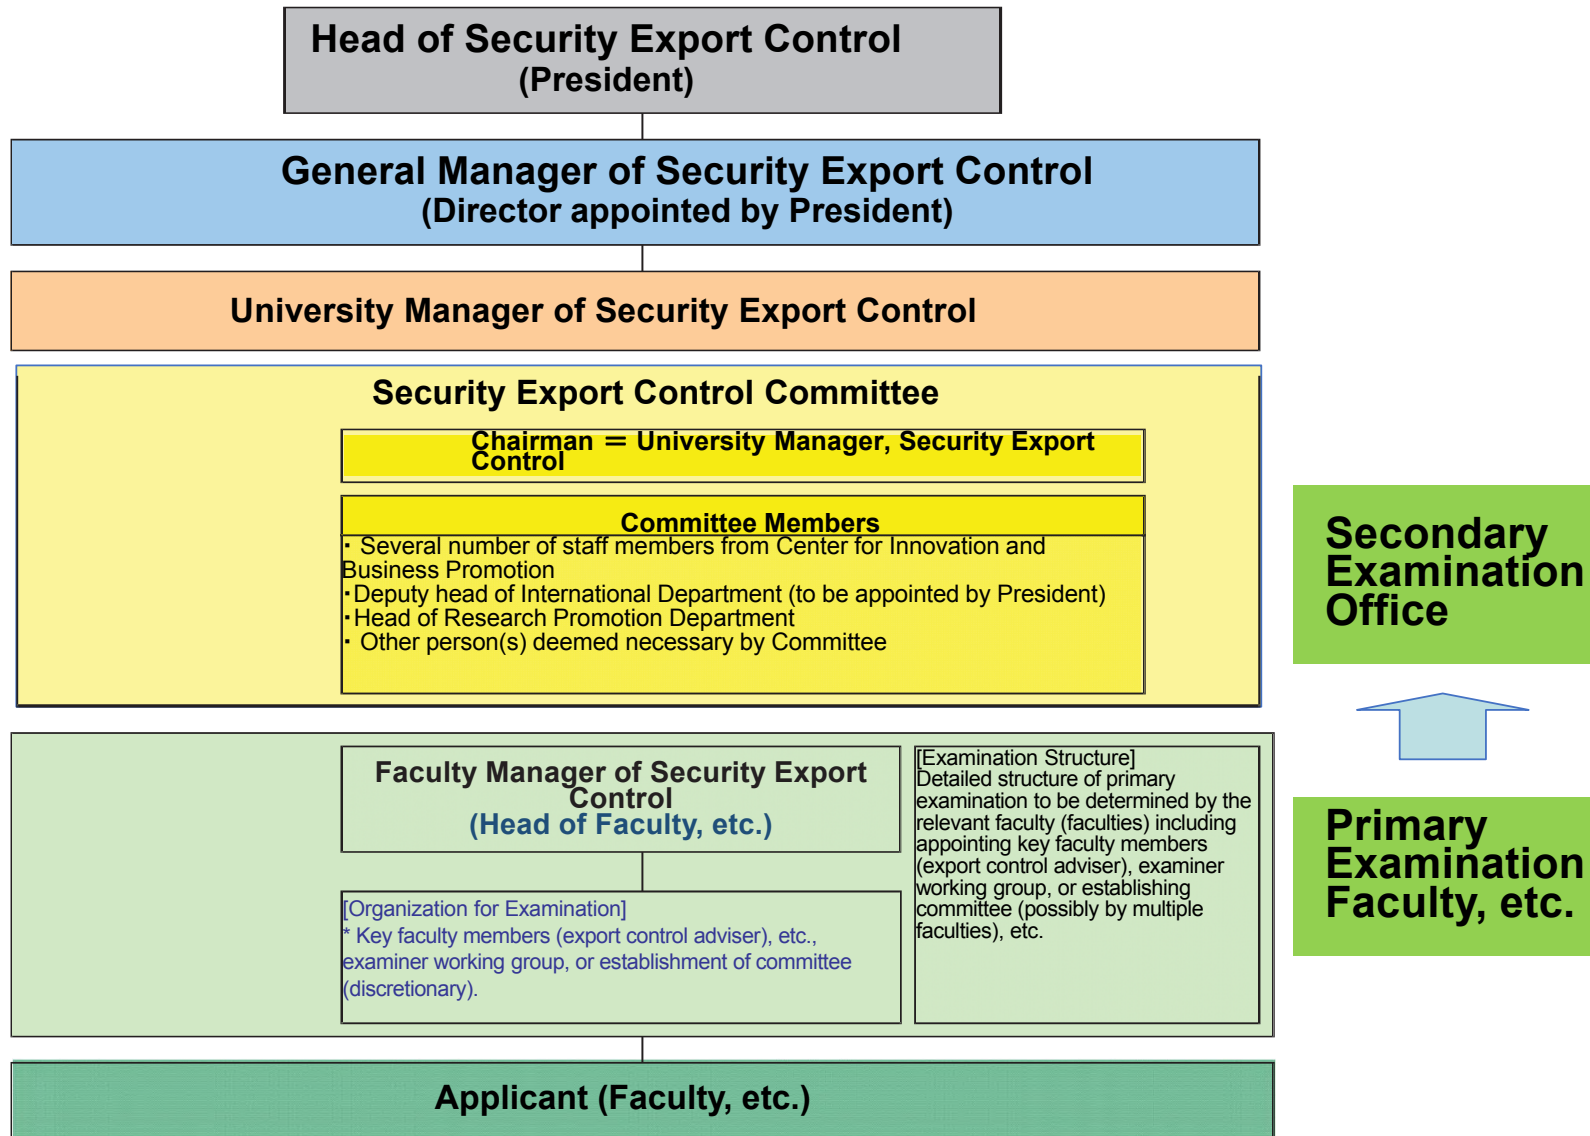 Head of Security Export Control
(President)
General Manager of Security Export Control
(Director appointed by President)
University Manager of Security Export Control
Security Export Control Committee
Chairman ＝ University Manager, Security Export
Control
Committee Members
・ Several number of staff members from Center for Innovation and
Business Promotion
・Deputy head of International Department (to be appointed by President)
・Head of Research Promotion Department
・ Other person(s) deemed necessary by Committee
Secondary
Examination
Office
Faculty Manager of Security Export
Control
(Head of Faculty, etc.)
[Organization for Examination]
* Key faculty members (export control adviser), etc.,
examiner working group, or establishment of committee
(discretionary).
[Examination Structure]
Detailed structure of primary
examination to be determined by the
relevant faculty (faculties) including
appointing key faculty members
(export control adviser), examiner
working group, or establishing
committee (possibly by multiple
faculties), etc.
Primary
Examination
Faculty, etc.
Applicant (Faculty, etc.)